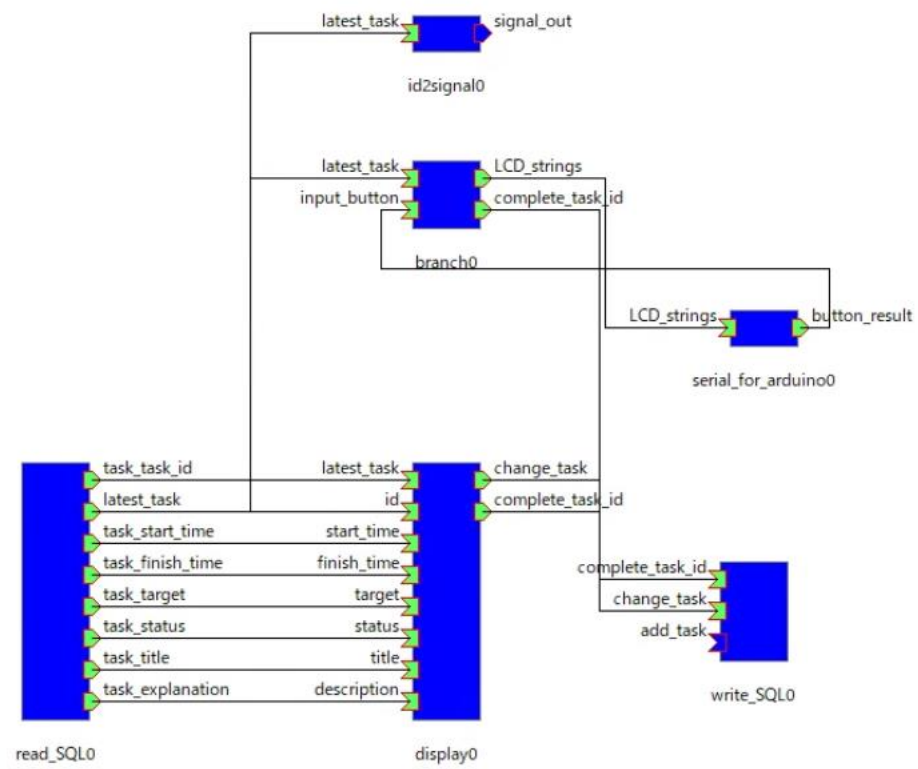 latest_task
signal_out
id2signal0
latest_task
LCD_strings
input_button
complete_task_id
branch0
LCD_strings
button_result
serial_for_arduino0
task_task_id
latest_task
change_task
latest_task
id
complete_task_id
task_start_time
start_time
task_finish_time
finish_time
complete_task_id
task_target
target
change_task
task_status
status
add_task
task_title
title
task_explanation
description
write_SQL0
read_SQL0
display0